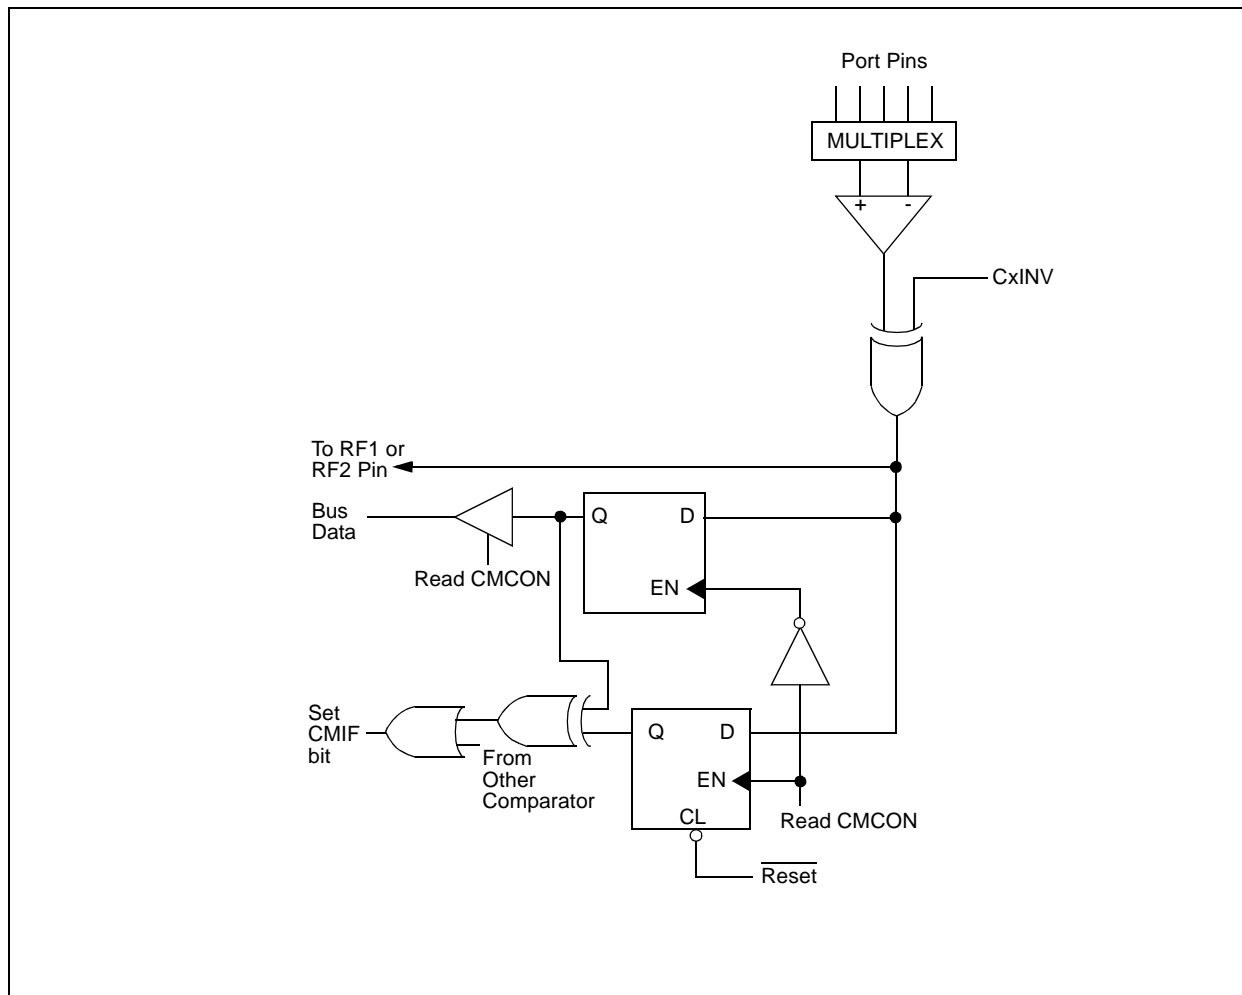 Port Pins
MULTIPLEX
+ -
CxINV
To RF1 or
RF2 Pin
Bus
Data
Q D
EN
Read CMCON
Set
CMIF
bit
From
Other
Comparator
Q D
EN
CL
Read CMCON
Reset